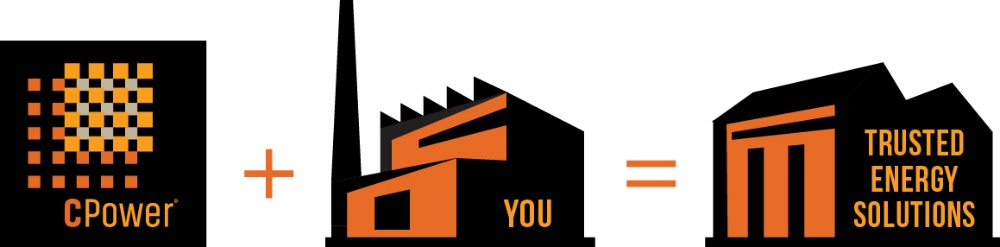 CPower®
+
YOU
=
TRUSTED
ENERGY
SOLUTIONS